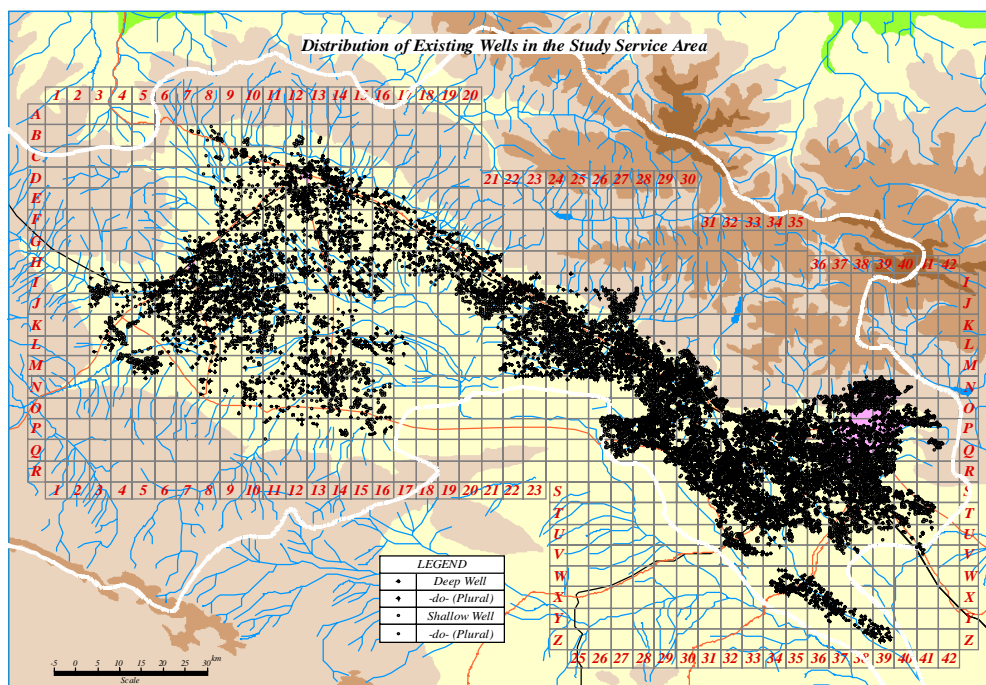 Distribution of Existing Wells in the Study Service Area
1 2 3 4 5 6 7 8 9 10 11 12 13 14 15 16 17 18 19 20
A
B
C
D
E
F
G
H
I
J
K
L
M
N
O
P
Q
R
1 2 3 4 5 6 7 8 9 10 11 12 13 14 15 16 17 18 19 20 21 22 23
21 22 23 24 25 26 27 28 29 30
31 32 33 34 35
36 37 38 39 40 41 42
I
J
K
L
M
N
O
P
Q
R
S
T
U
V
W
X
Y
Z
S
T
U
V
W
X
Y
Z
25 26 27 28 29 30 31 32 33 34 35 36 37 38 39 40 41 42
LEGEND
Deep Well
-do- (Plural)
Shallow Well
-do- (Plural)
-5 0 5 10 15 20 25 30 km
Scale